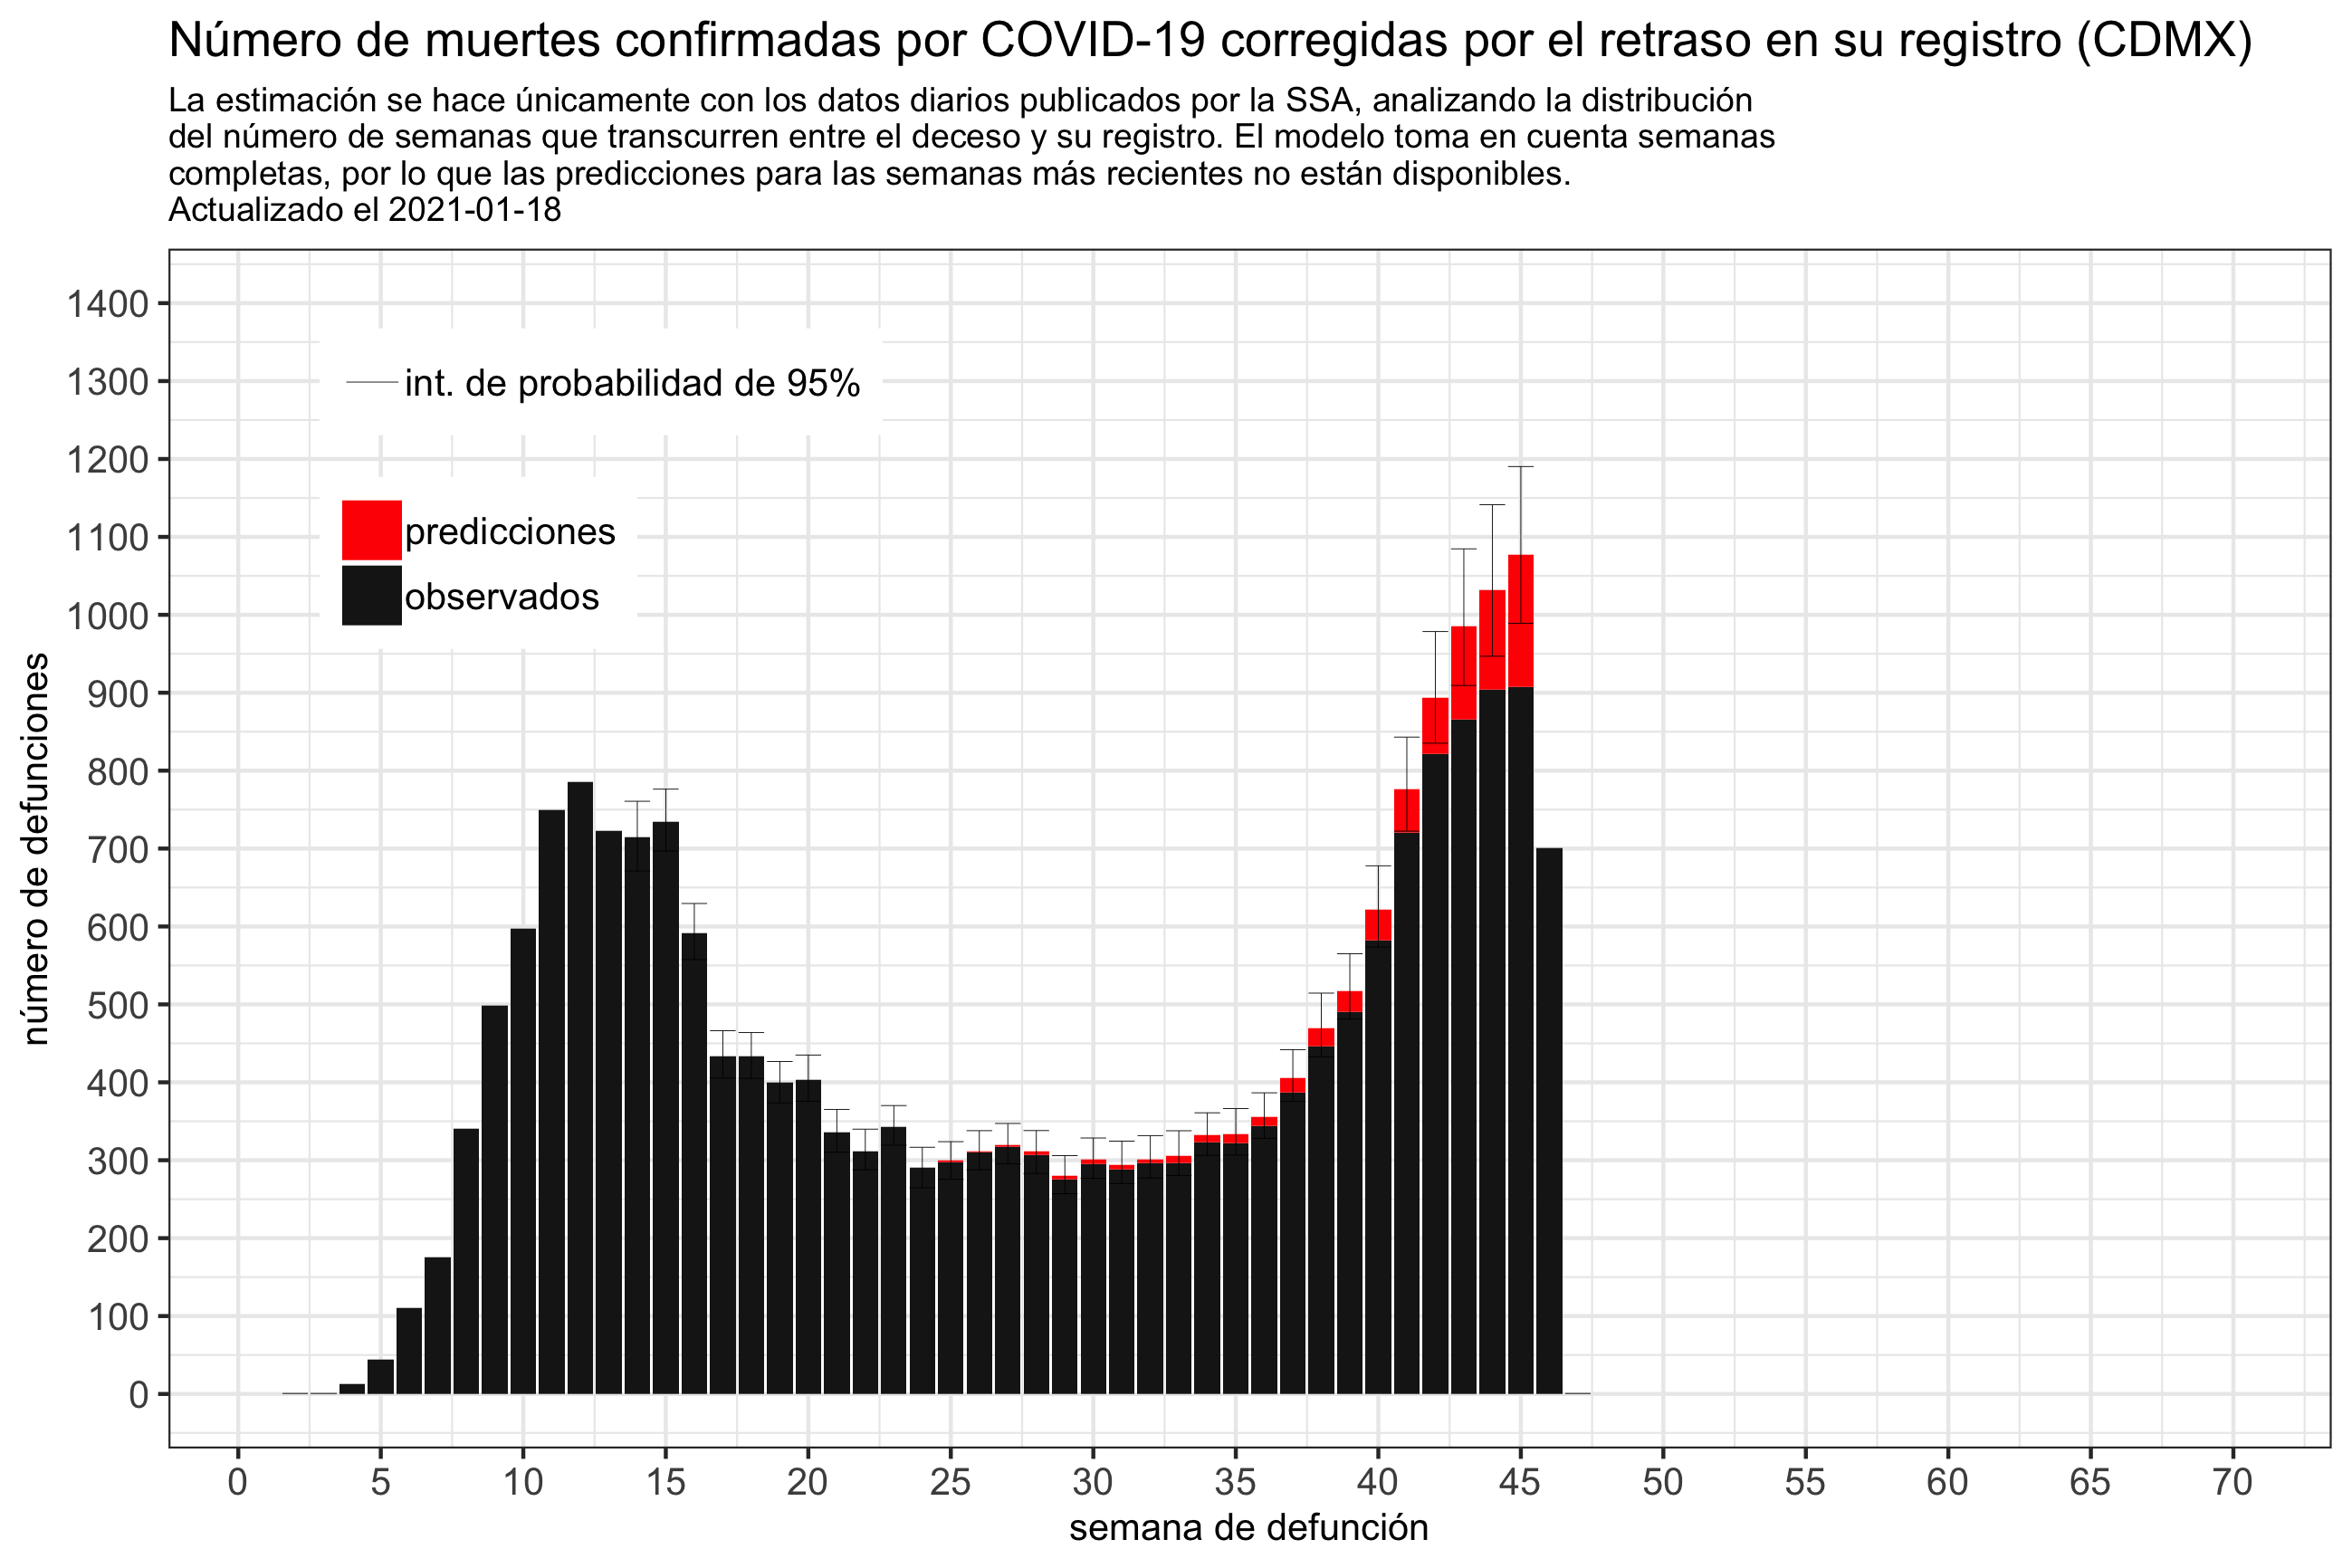 Número de muertes confirmadas por COVID-19 corregidas por el retraso en su registro (CDMX)
La estimación se hace únicamente con los datos diarios publicados por la SSA, analizando la distribución
del número de semanas que transcurren entre el deceso y su registro. El modelo toma en cuenta semanas
completas, por lo que las predicciones para las semanas más recientes no están disponibles.
Actualizado el 2021-01-18
1400
1300
1200
1100
1000
900
800
700
600
500
400
300
200
100
0
número de defunciones
int. de probabilidad de 95%
predicciones
observados
0 5 10 15 20 25 30 35 40 45 50 55 60 65 70
semana de defunción